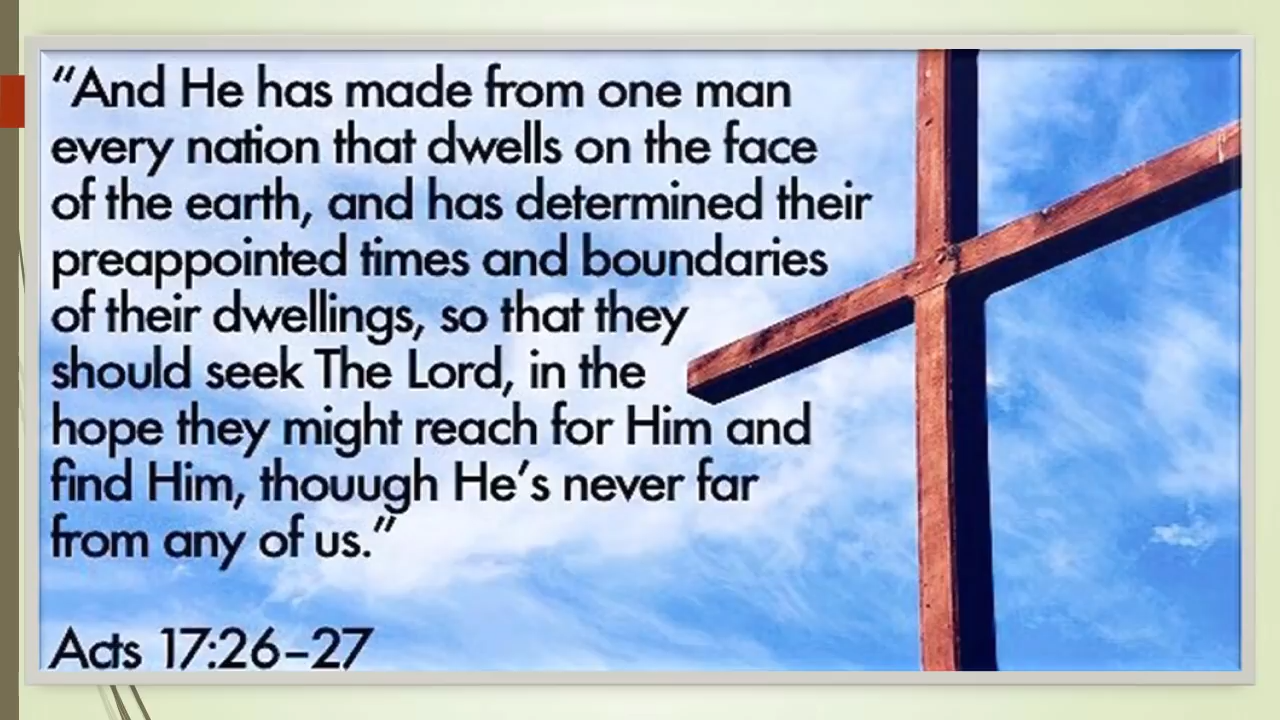 “And He has made from one man
every nation that dwells on the face
of the earth, and has determined their
preappointed times and boundaries
of their dwellings, so that they
should seek The Lord, in the
hope they might reach for Him and
find Him, thouugh He’s never far
from any of us.”
Acts 17:26–27